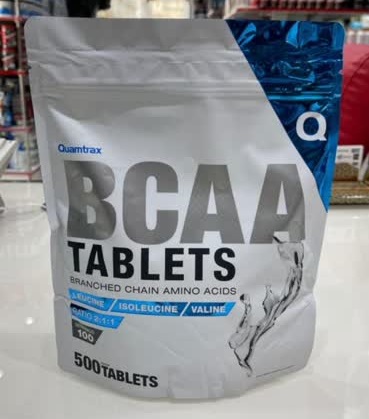 Q
Quamtrax
BCAA
TABLETS
BRANCHED CHAIN AMINO ACIDS
LEUCINE / ISOLEUCINE / VALINE
RATIO 2:1:1
100
500 TABLETS